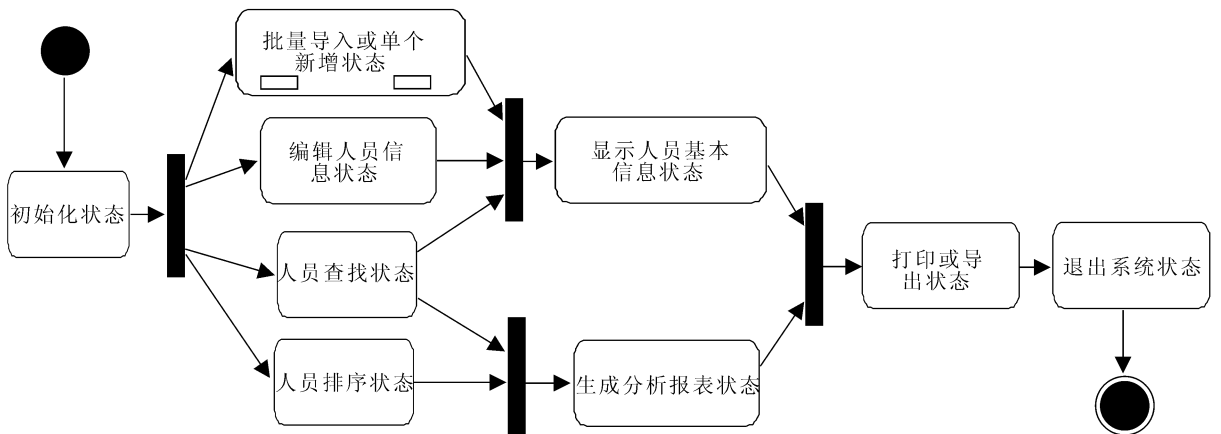 初始化状态
批量导入或单个
新增状态
编辑人员信
息状态
人员查找状态
人员排序状态
显示人员基本
信息状态
生成分析报表状态
打印或导
出状态
退出系统状态